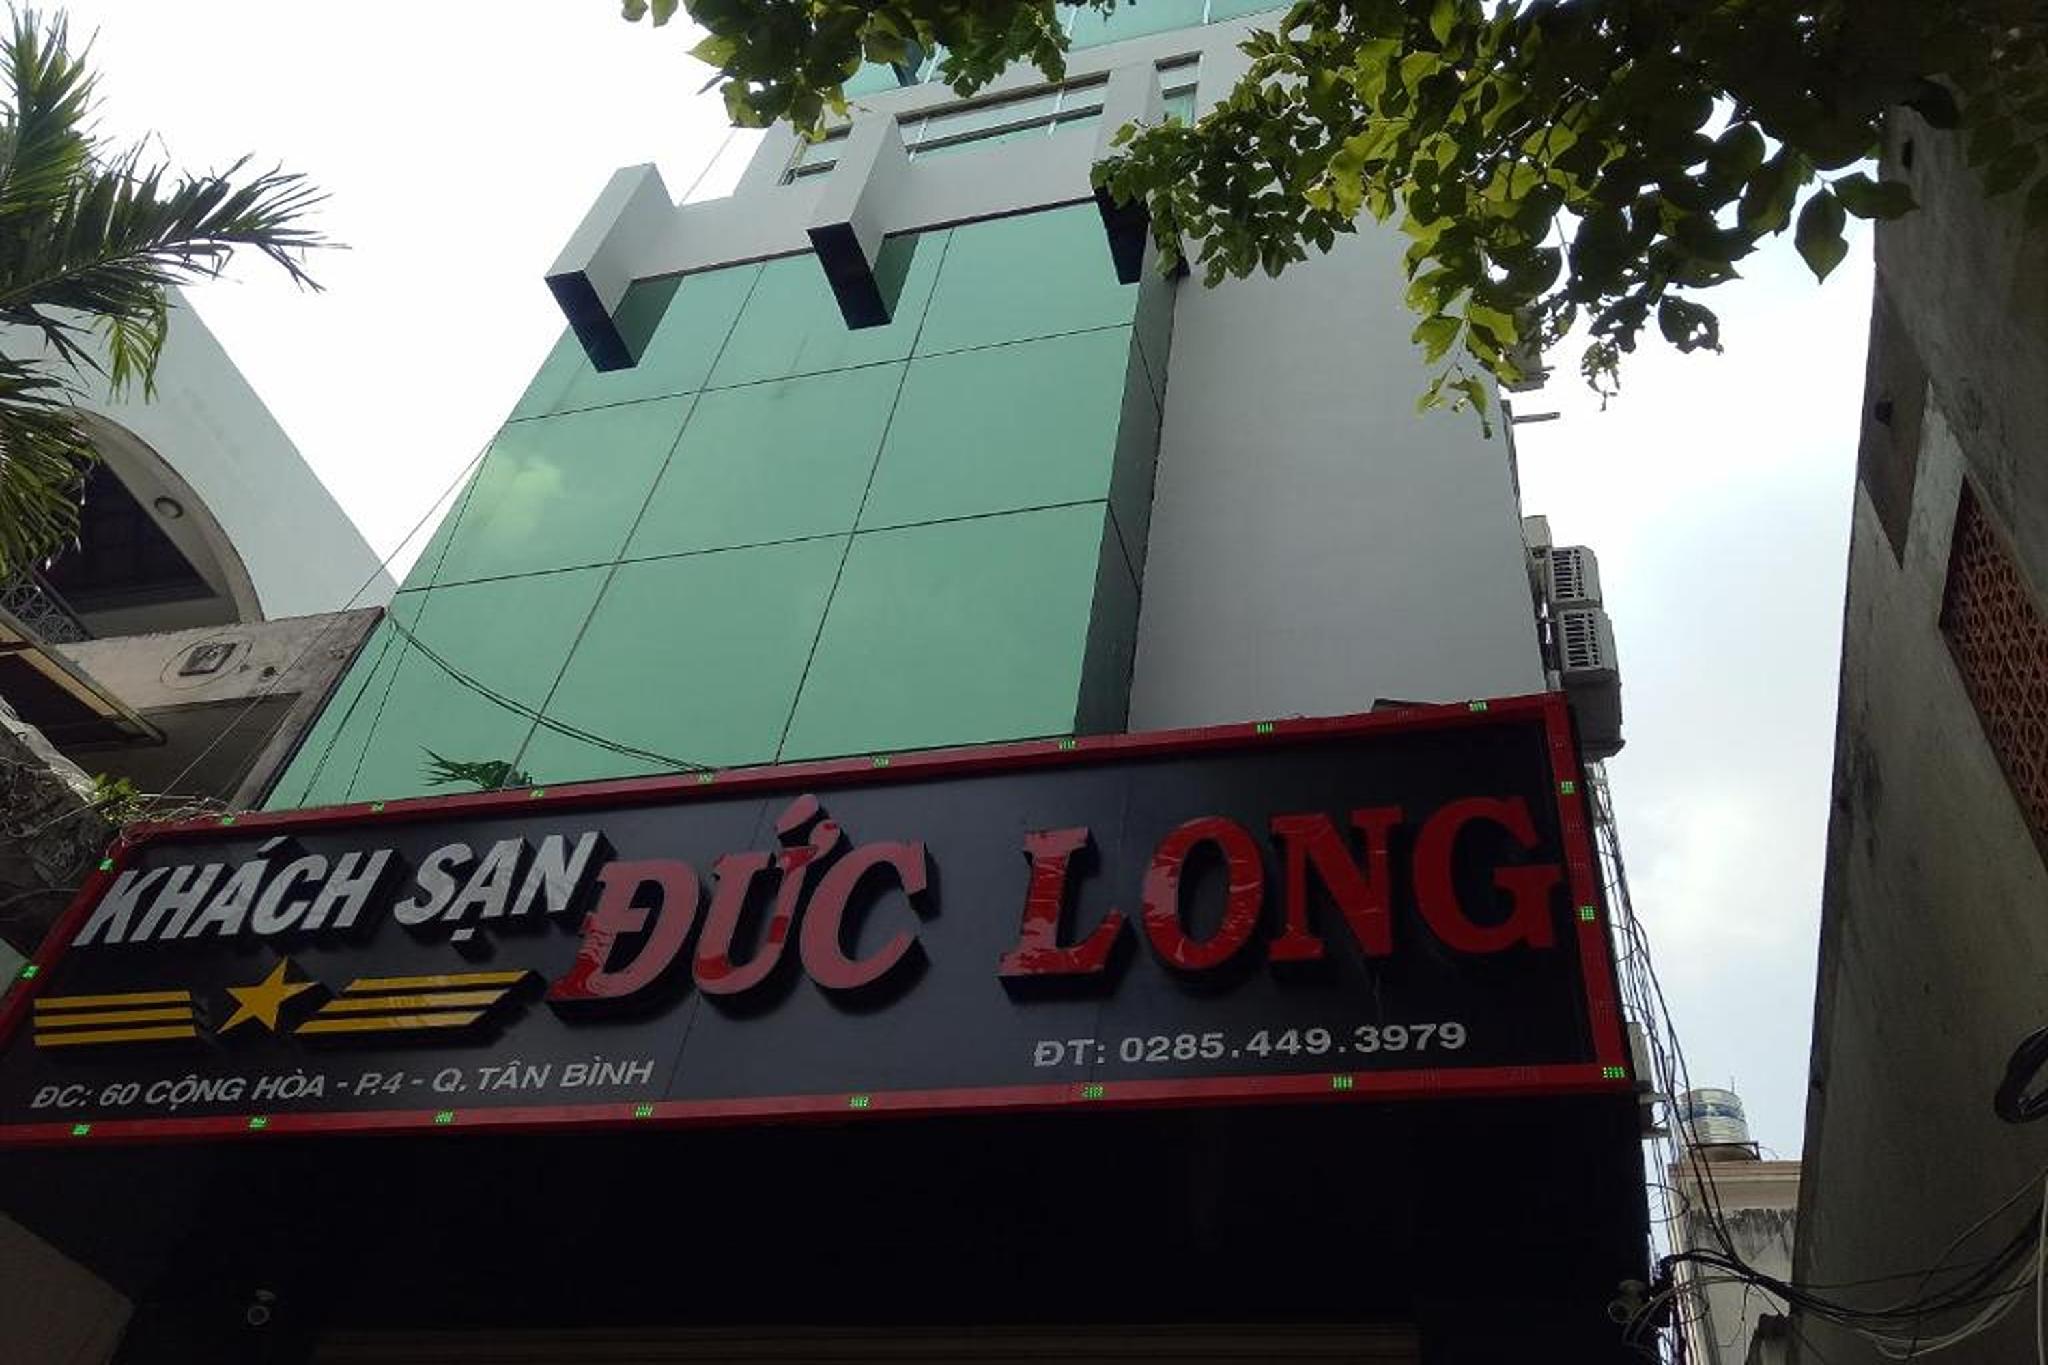 KHÁCH SẠN ĐỨC LONG
ĐC: 60 CỘNG HÒA - P.4 - Q. TÂN BÌNH
ĐT: 0285.449.3979